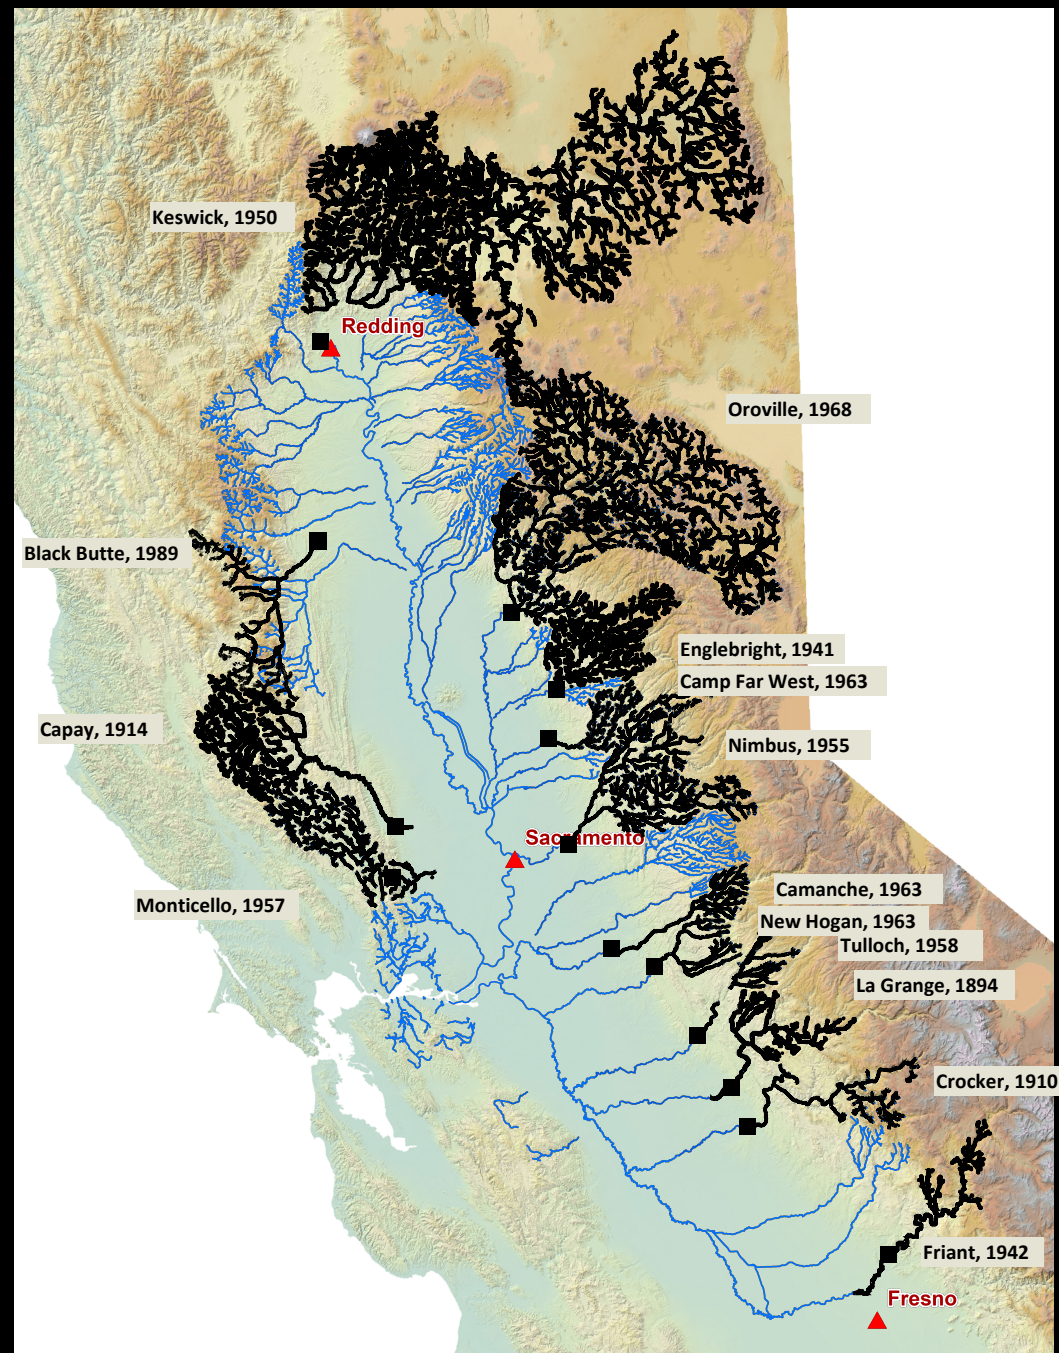 Keswick, 1950
Redding
Oroville, 1968
Black Butte, 1989
Englebright, 1941
Camp Far West, 1963
Capay, 1914
Nimbus, 1955
Sacramento
Camanche, 1963
Monticello, 1957
New Hogan, 1963
Tulloch, 1958
La Grange, 1894
Crocker, 1910
Friant, 1942
Fresno